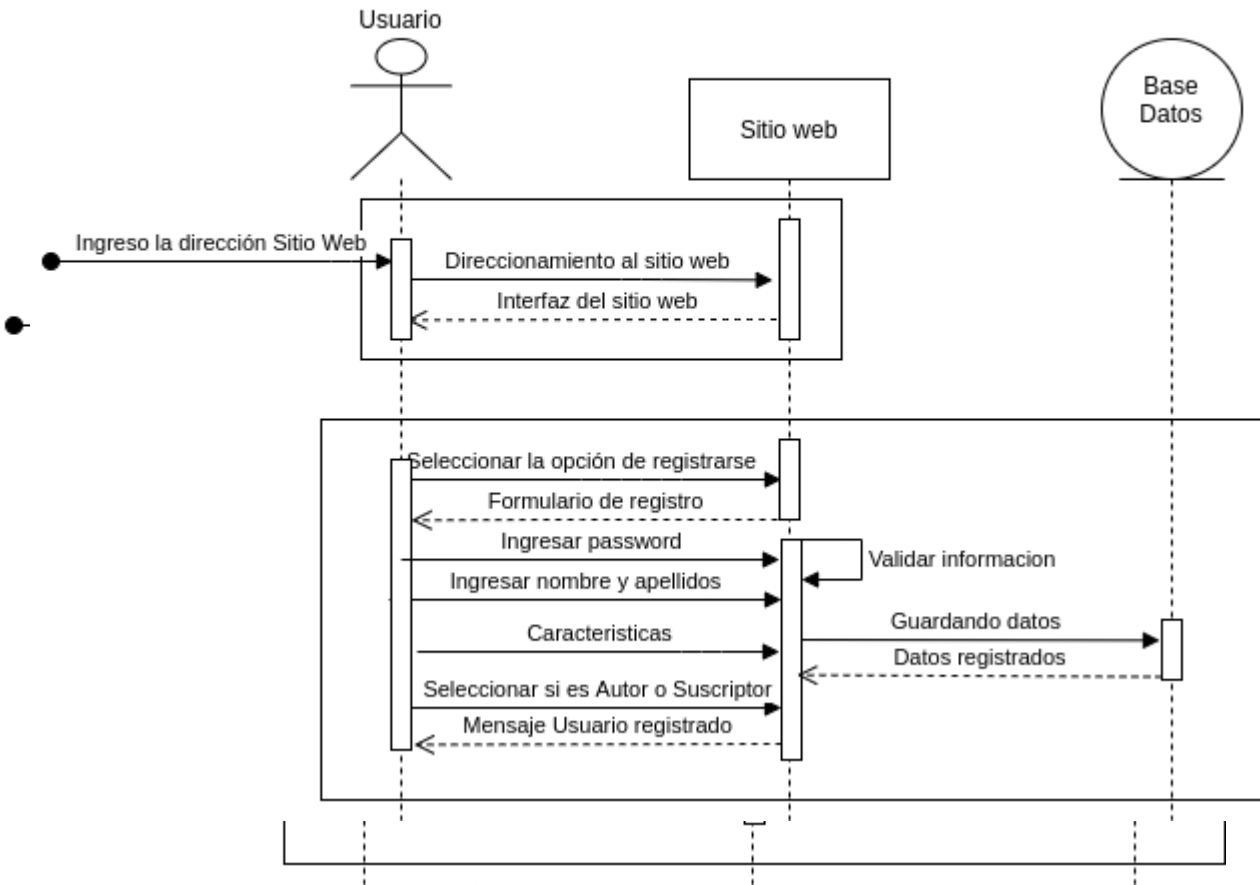 Usuario
Sitio web
Base
Datos
Ingreso la dirección Sitio Web
Direccionamiento al sitio web
Interfaz del sitio web
Seleccionar la opción de registrarse
Formulario de registro
Ingresar password
Validar informacion
Ingresar nombre y apellidos
Guardando datos
Caracteristicas
Datos registrados
Seleccionar si es Autor o Suscriptor
Mensaje Usuario registrado